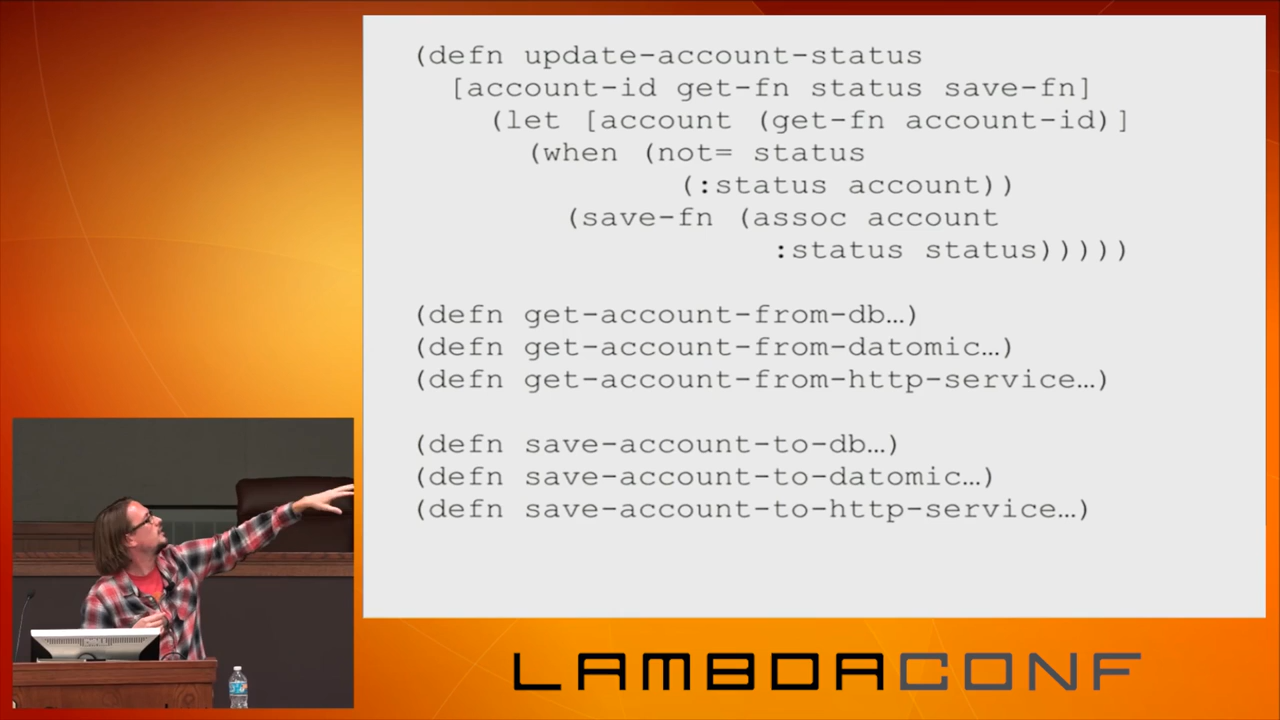 (defn update-account-status
[account-id get-fn status save-fn]
(let [account (get-fn account-id)]
(when (not= status
(:status account))
(save-fn (assoc account
:status status)))))
(defn get-account-from-db…)
(defn get-account-from-datomic…)
(defn get-account-from-http-service…)
(defn save-account-to-db…)
(defn save-account-to-datomic…)
(defn save-account-to-http-service…)
LAMBDACONF